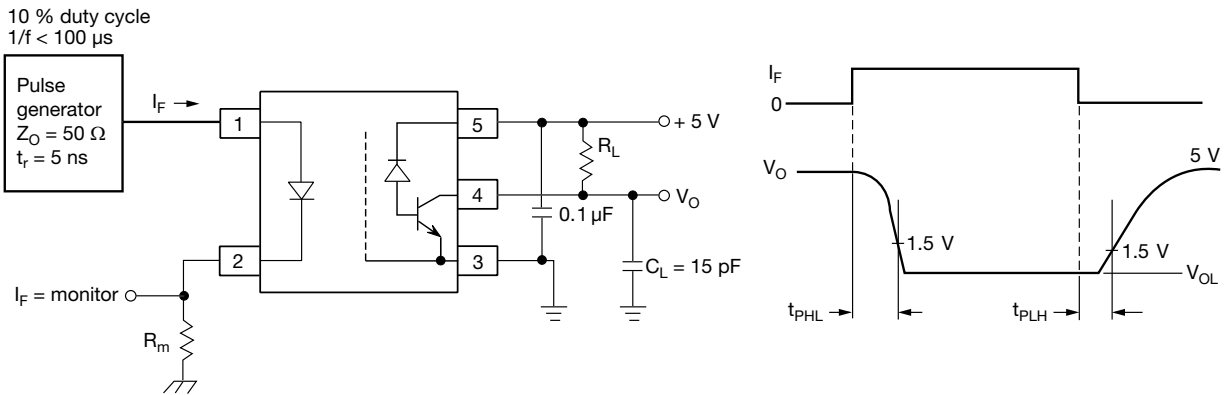 10 % duty cycle
1/f < 100 µs
Pulse
generator
Z_O = 50 Ω
t_r = 5 ns
I_F
1
2
5
4
3
+ 5 V
R_L
V_O
0.1 µF
C_L = 15 pF
I_F = monitor
R_m
I_F
0
V_O
5 V
1.5 V
1.5 V
V_OL
t_PHL
t_PLH